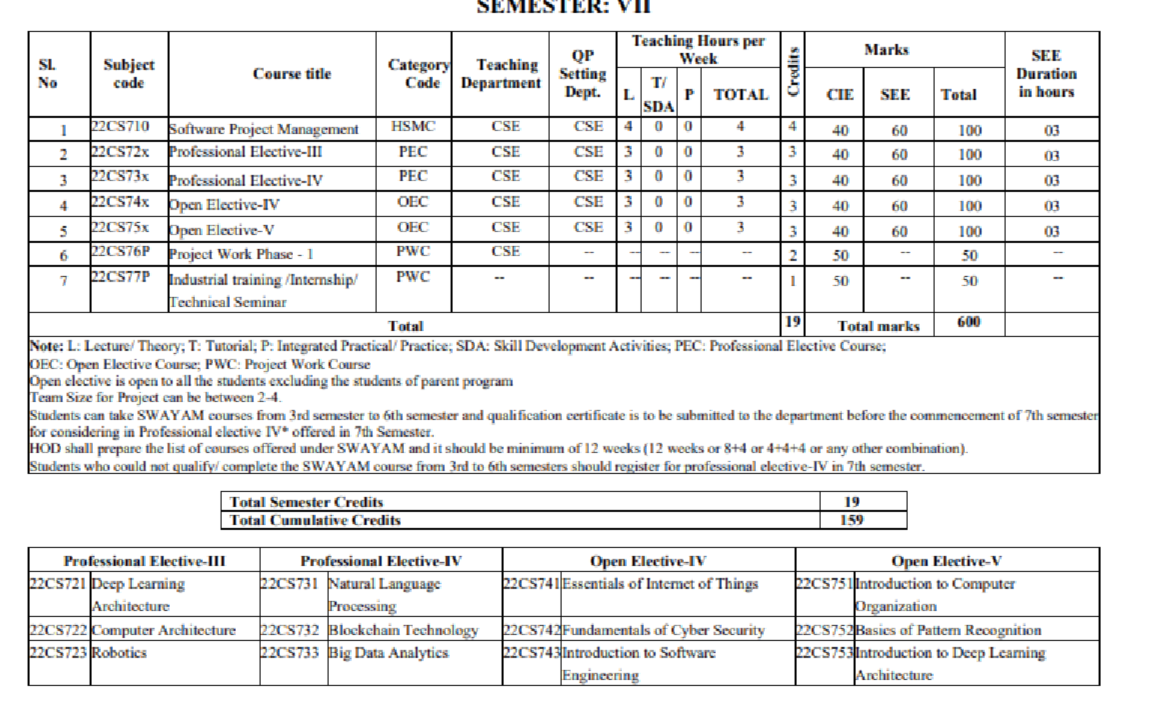 SEMESTER: VII
Sl. No | Subject code | Course title | Category Code | Teaching Department | QP Setting Dept. | Teaching Hours per Week | Credits | Marks | SEE Duration in hours
L | T/ SDA | P | TOTAL | CIE | SEE | Total
1 | 22CS710 | Software Project Management | HSMC | CSE | CSE | 4 | 0 | 0 | 4 | 4 | 40 | 60 | 100 | 03
2 | 22CS72x | Professional Elective-III | PEC | CSE | CSE | 3 | 0 | 0 | 3 | 3 | 40 | 60 | 100 | 03
3 | 22CS73x | Professional Elective-IV | PEC | CSE | CSE | 3 | 0 | 0 | 3 | 3 | 40 | 60 | 100 | 03
4 | 22CS74x | Open Elective-IV | OEC | CSE | CSE | 3 | 0 | 0 | 3 | 3 | 40 | 60 | 100 | 03
5 | 22CS75x | Open Elective-V | OEC | CSE | CSE | 3 | 0 | 0 | 3 | 3 | 40 | 60 | 100 | 03
6 | 22CS76P | Project Work Phase - 1 | PWC | CSE | -- | -- | -- | -- | -- | 2 | 50 | -- | 50 | --
7 | 22CS77P | Industrial training /Internship/ Technical Seminar | PWC | -- | -- | -- | -- | -- | -- | 1 | 50 | -- | 50 | --
Total | 19 | Total marks | 600
Note: L: Lecture/ Theory; T: Tutorial; P: Integrated Practical/ Practice; SDA: Skill Development Activities; PEC: Professional Elective Course;
OEC: Open Elective Course; PWC: Project Work Course
Open elective is open to all the students excluding the students of parent program
Team Size for Project can be between 2-4.
Students can take SWAYAM courses from 3rd semester to 6th semester and qualification certificate is to be submitted to the department before the commencement of 7th semester
for considering in Professional elective IV* offered in 7th Semester.
HOD shall prepare the list of courses offered under SWAYAM and it should be minimum of 12 weeks (12 weeks or 8+4 or 4+4+4 or any other combination).
Students who could not qualify/ complete the SWAYAM course from 3rd to 6th semesters should register for professional elective-IV in 7th semester.
Total Semester Credits | 19
Total Cumulative Credits | 159
Professional Elective-III | Professional Elective-IV | Open Elective-IV | Open Elective-V
22CS721 | Deep Learning Architecture | 22CS731 | Natural Language Processing | 22CS741 | Essentials of Internet of Things | 22CS751 | Introduction to Computer Organization
22CS722 | Computer Architecture | 22CS732 | Blockchain Technology | 22CS742 | Fundamentals of Cyber Security | 22CS752 | Basics of Pattern Recognition
22CS723 | Robotics | 22CS733 | Big Data Analytics | 22CS743 | Introduction to Software Engineering | 22CS753 | Introduction to Deep Learning Architecture